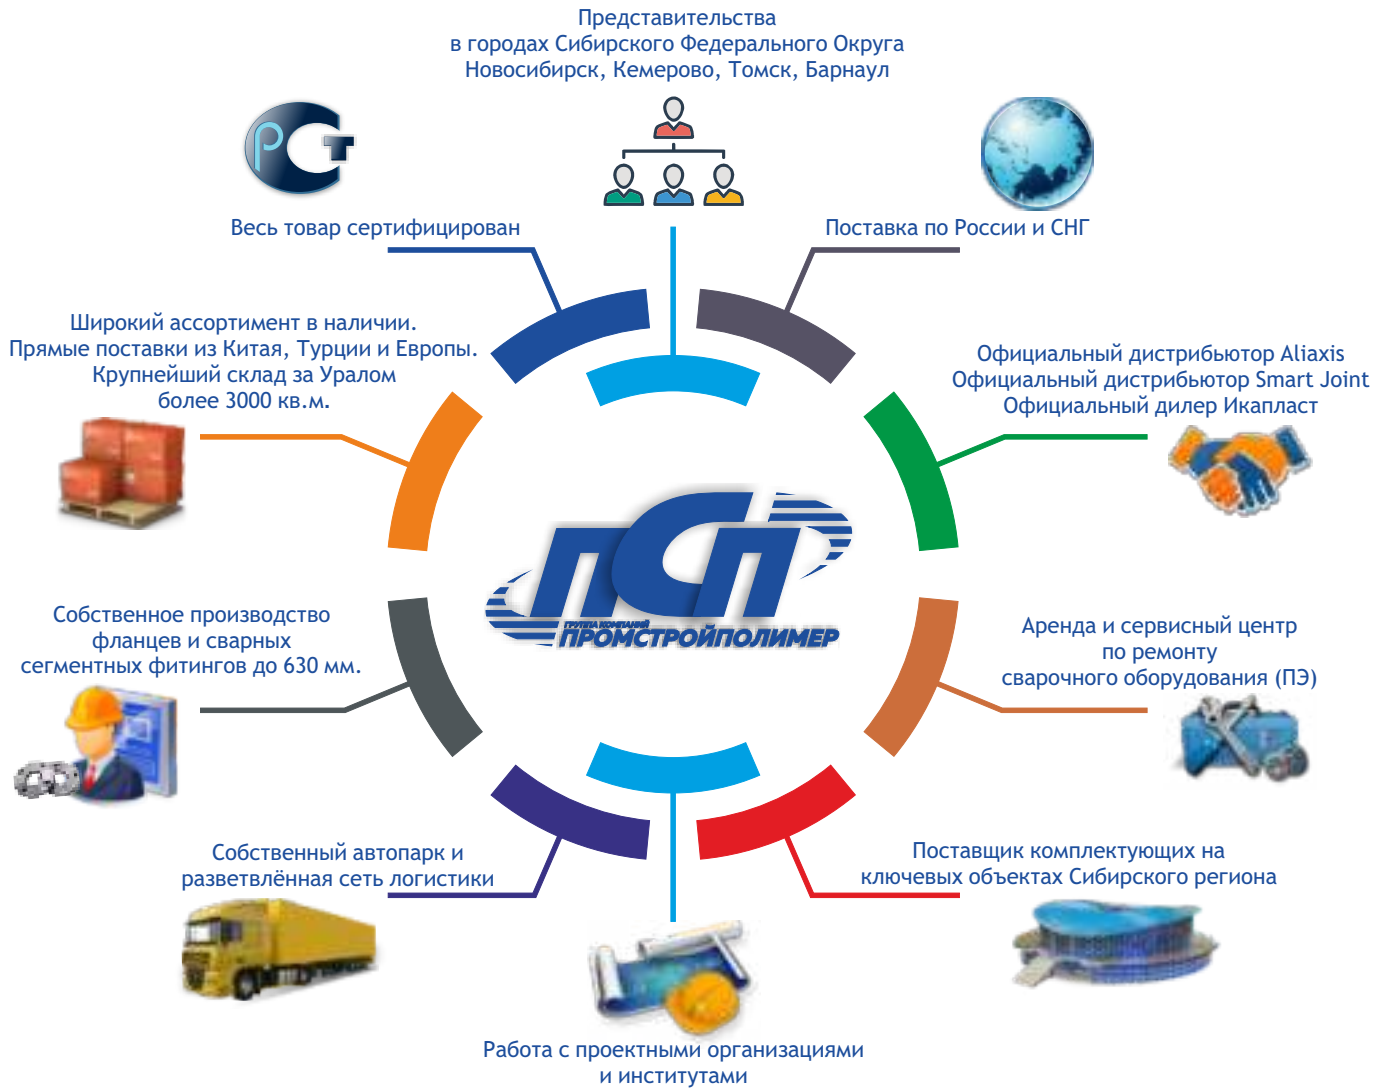 Представительства
в городах Сибирского Федерального Округа
Новосибирск, Кемерово, Томск, Барнаул
РСТ
Весь товар сертифицирован
Поставка по России и СНГ
Широкий ассортимент в наличии.
Прямые поставки из Китая, Турции и Европы.
Крупнейший склад за Уралом
более 3000 кв.м.
Официальный дистрибьютор Aliaxis
Официальный дистрибьютор Smart Joint
Официальный дилер Икапласт
ПСП
ГРУППА КОМПАНИЙ
ПРОМСТРОЙПОЛИМЕР
Собственное производство
фланцев и сварных
сегментных фитингов до 630 мм.
Аренда и сервисный центр
по ремонту
сварочного оборудования (ПЭ)
Собственный автопарк и
разветвлённая сеть логистики
Поставщик комплектующих на
ключевых объектах Сибирского региона
Работа с проектными организациями
и институтами